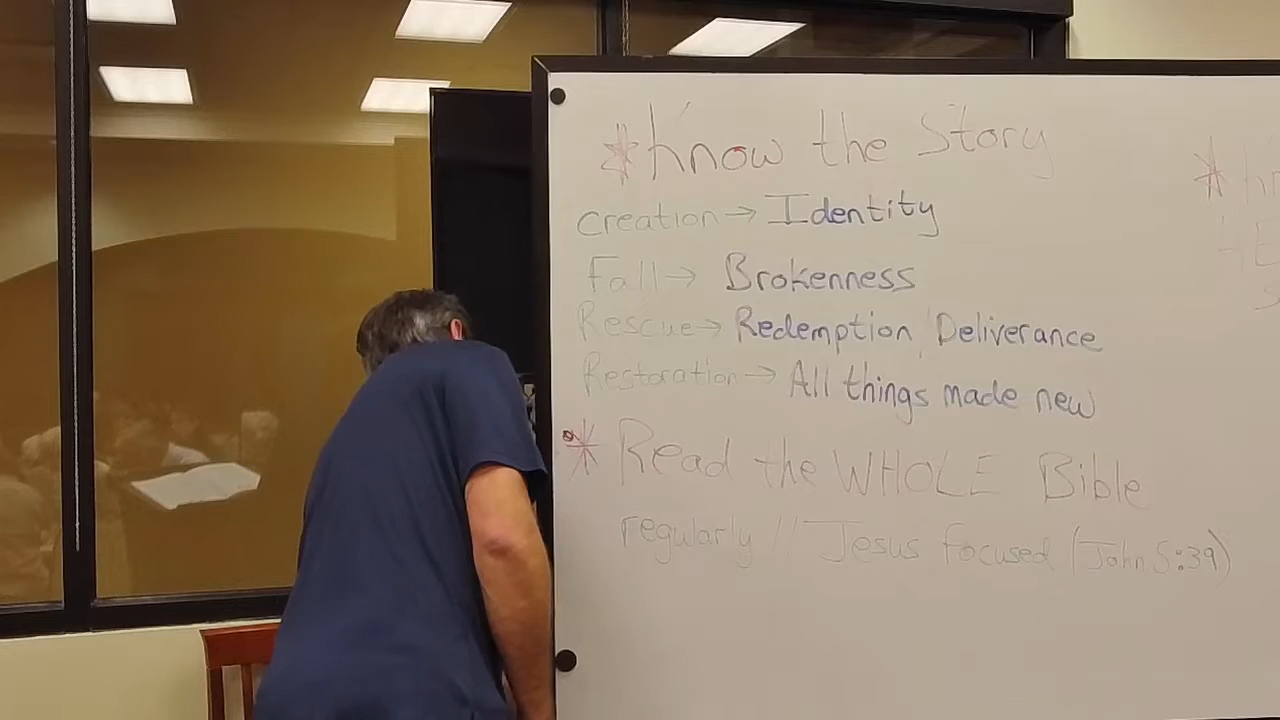 *Know the Story
Creation → Identity
Fall → Brokenness
Rescue → Redemption, Deliverance
Restoration → All things made new
* Read the WHOLE Bible
regularly // Jesus focused (John 5:39)
*